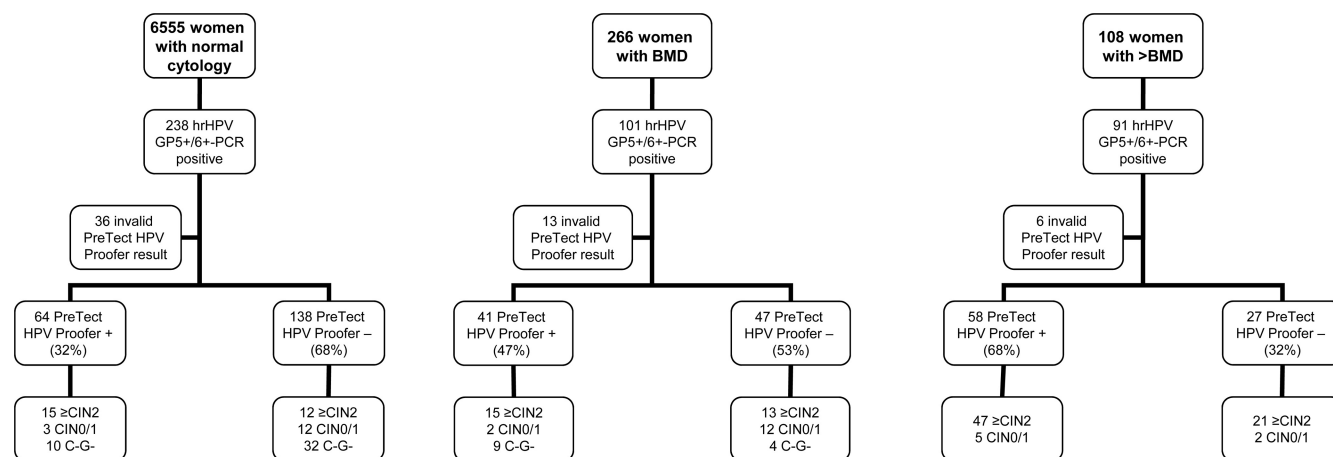 6555 women
with normal
cytology
238 hrHPV
GP5+/6+-PCR
positive
36 invalid
PreTect HPV
Proofer result
64 PreTect
HPV Proofer +
(32%)
138 PreTect
HPV Proofer –
(68%)
15 ≥CIN2
3 CIN0/1
10 C-G-
12 ≥CIN2
12 CIN0/1
32 C-G-
266 women
with BMD
101 hrHPV
GP5+/6+-PCR
positive
13 invalid
PreTect HPV
Proofer result
41 PreTect
HPV Proofer +
(47%)
47 PreTect
HPV Proofer –
(53%)
15 ≥CIN2
2 CIN0/1
9 C-G-
13 ≥CIN2
12 CIN0/1
4 C-G-
108 women
with >BMD
91 hrHPV
GP5+/6+-PCR
positive
6 invalid
PreTect HPV
Proofer result
58 PreTect
HPV Proofer +
(68%)
27 PreTect
HPV Proofer –
(32%)
47 ≥CIN2
5 CIN0/1
21 ≥CIN2
2 CIN0/1